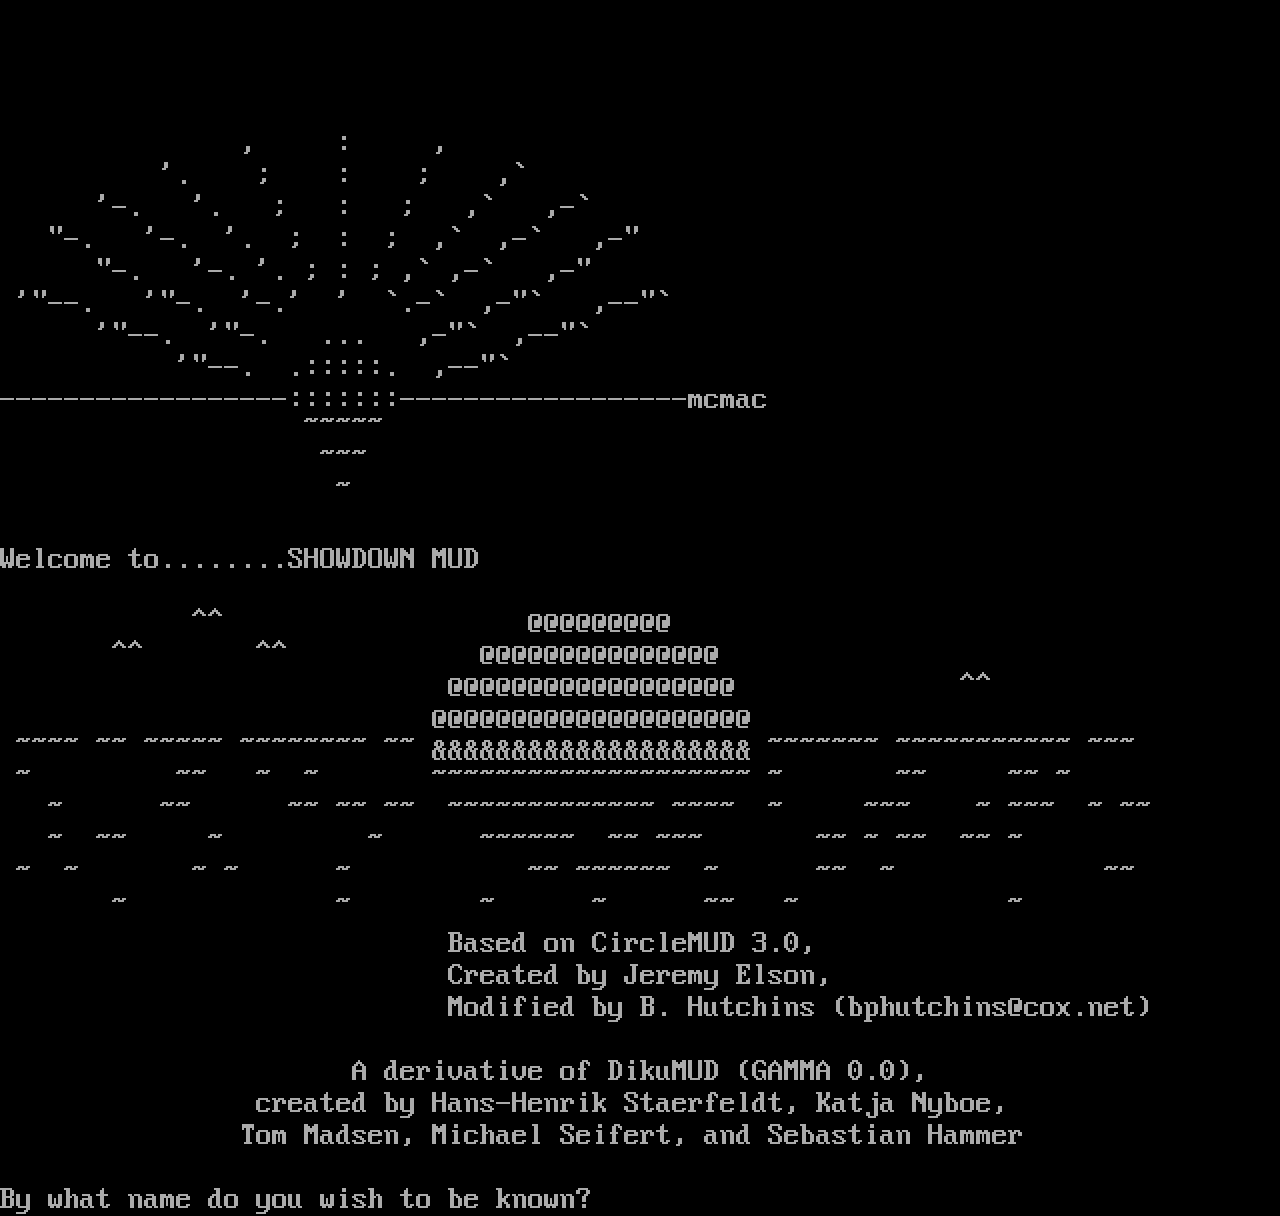 mcmac
Welcome to........SHOWDOWN MUD
Based on CircleMUD 3.0,
Created by Jeremy Elson,
Modified by B. Hutchins (bphutchins@cox.net)
A derivative of DikuMUD (GAMMA 0.0),
created by Hans-Henrik Staerfeldt, Katja Nyboe,
Tom Madsen, Michael Seifert, and Sebastian Hammer
By what name do you wish to be known?